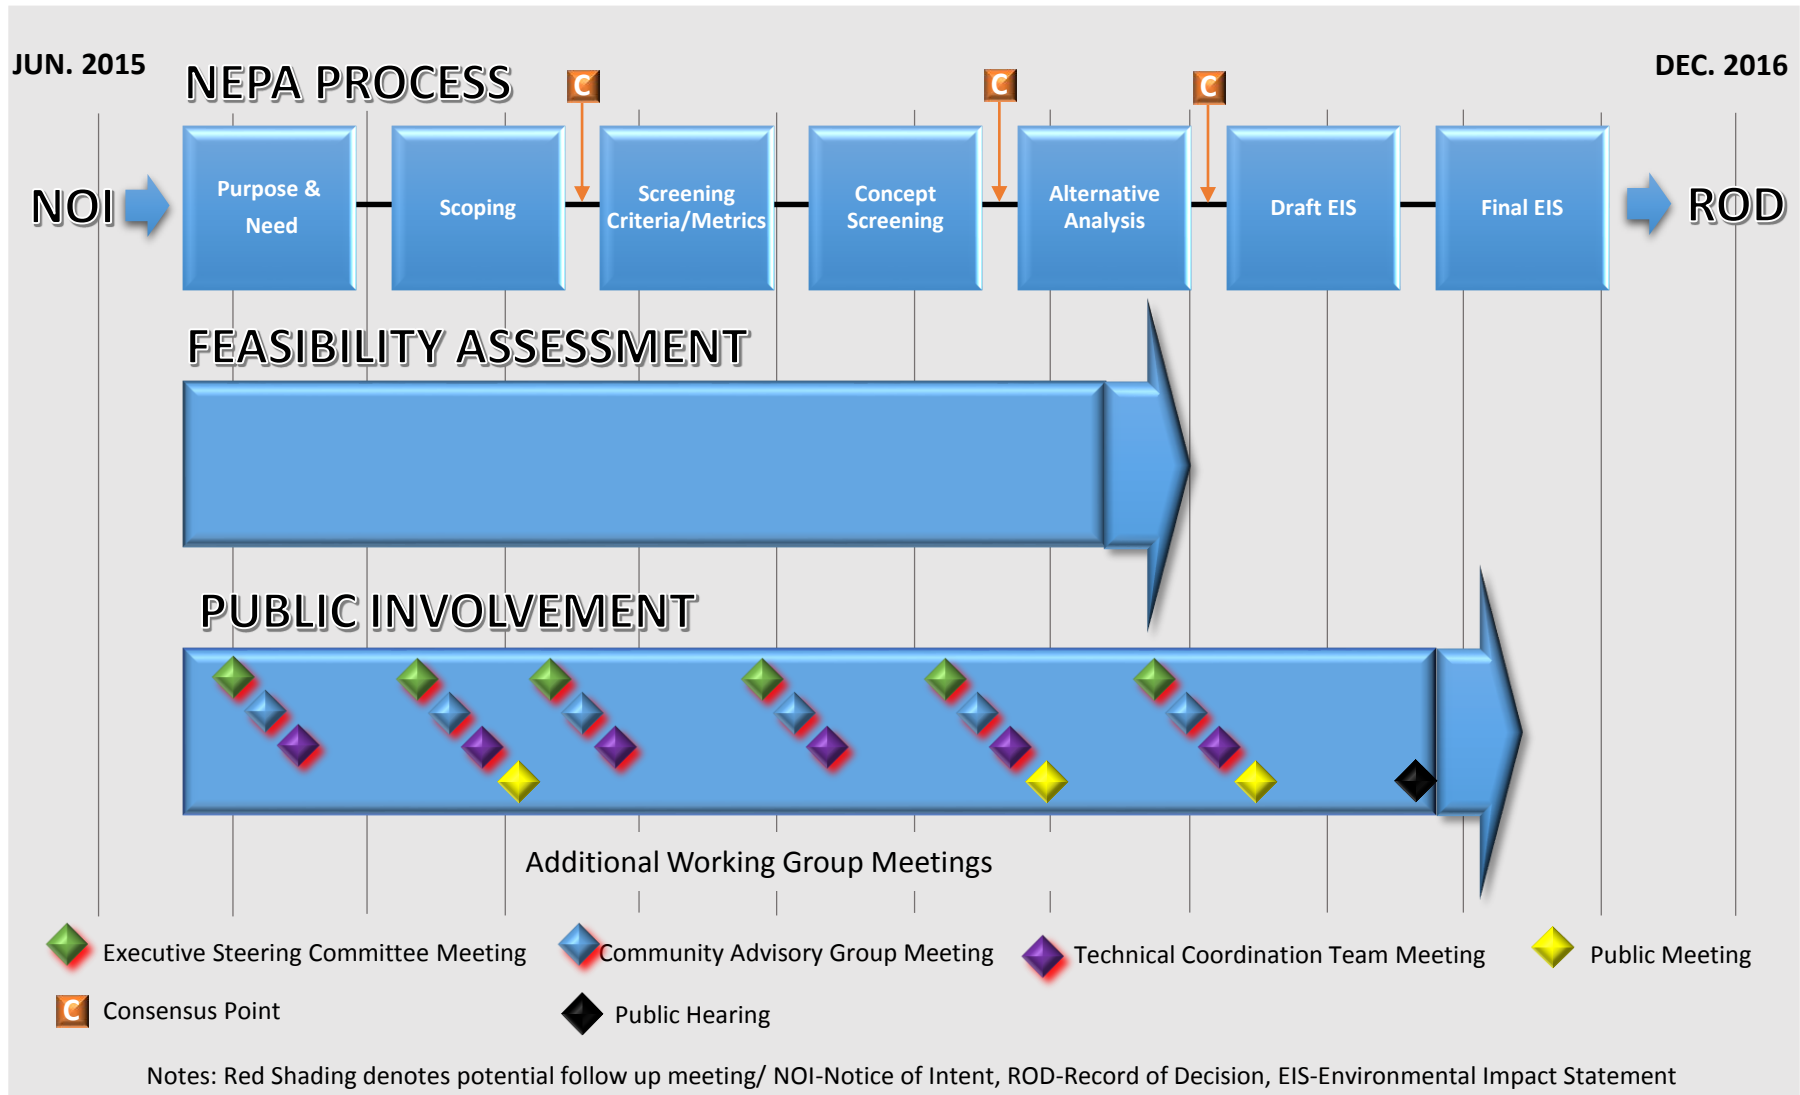 JUN. 2015
DEC. 2016
NEPA PROCESS
C
C
C
NOI
Purpose &
Need
Scoping
Screening
Criteria/Metrics
Concept
Screening
Alternative
Analysis
Draft EIS
Final EIS
ROD
FEASIBILITY ASSESSMENT
PUBLIC INVOLVEMENT
Additional Working Group Meetings
Executive Steering Committee Meeting
Community Advisory Group Meeting
Technical Coordination Team Meeting
Public Meeting
C
Consensus Point
Public Hearing
Notes: Red Shading denotes potential follow up meeting/ NOI-Notice of Intent, ROD-Record of Decision, EIS-Environmental Impact Statement